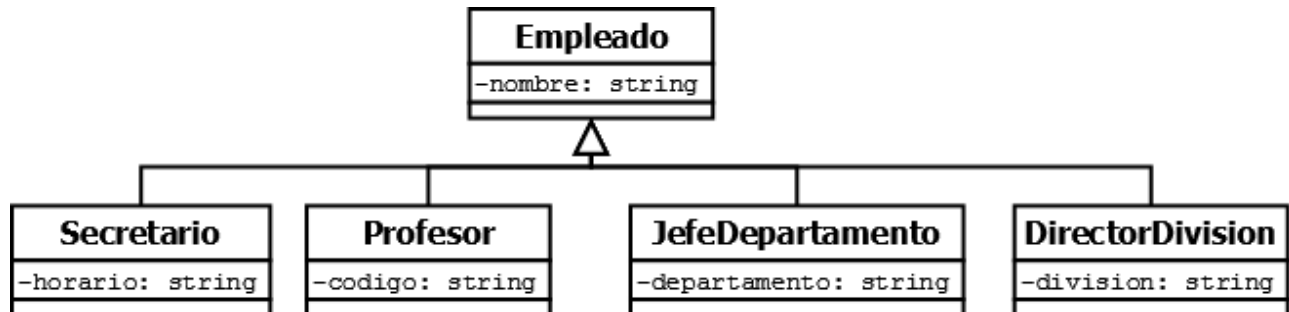 Empleado
-nombre: string
Secretario Profesor JefeDepartamento DirectorDivision
-horario: string -codigo: string -departamento: string -division: string